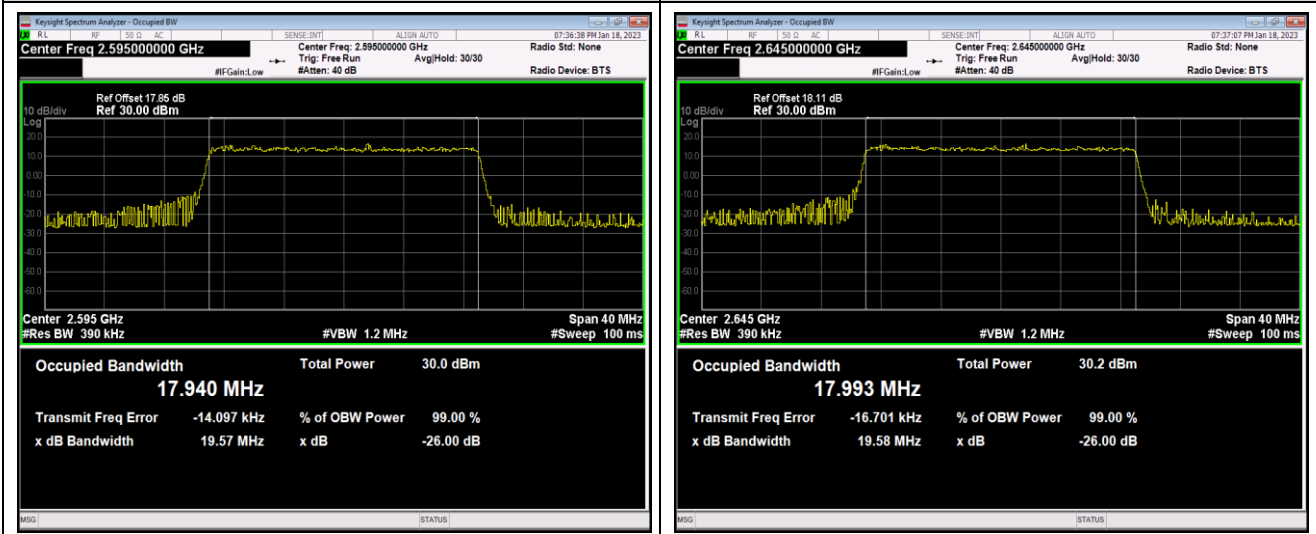 Keysight Spectrum Analyzer - Occupied BW
RL RF 50 Ω AC SENSE:INT ALIGN AUTO 07:36:38 PM Jan 18, 2023
Center Freq 2.595000000 GHz Center Freq: 2.595000000 GHz Radio Std: None
Trig: Free Run Avg|Hold: 30/30
#IFGain:Low #Atten: 40 dB Radio Device: BTS
Ref Offset 17.85 dB
10 dB/div Ref 30.00 dBm
Log
20.0
10.0
0.00
-10.0
-20.0
-30.0
-40.0
-50.0
-60.0
Center 2.595 GHz Span 40 MHz
#Res BW 390 kHz #VBW 1.2 MHz #Sweep 100 ms
Occupied Bandwidth Total Power 30.0 dBm
17.940 MHz
Transmit Freq Error -14.097 kHz % of OBW Power 99.00 %
x dB Bandwidth 19.57 MHz x dB -26.00 dB
MSG STATUS
Keysight Spectrum Analyzer - Occupied BW
RL RF 50 Ω AC SENSE:INT ALIGN AUTO 07:37:07 PM Jan 18, 2023
Center Freq 2.645000000 GHz Center Freq: 2.645000000 GHz Radio Std: None
Trig: Free Run Avg|Hold: 30/30
#IFGain:Low #Atten: 40 dB Radio Device: BTS
Ref Offset 18.11 dB
10 dB/div Ref 30.00 dBm
Log
20.0
10.0
0.00
-10.0
-20.0
-30.0
-40.0
-50.0
-60.0
Center 2.645 GHz Span 40 MHz
#Res BW 390 kHz #VBW 1.2 MHz #Sweep 100 ms
Occupied Bandwidth Total Power 30.2 dBm
17.993 MHz
Transmit Freq Error -16.701 kHz % of OBW Power 99.00 %
x dB Bandwidth 19.58 MHz x dB -26.00 dB
MSG STATUS